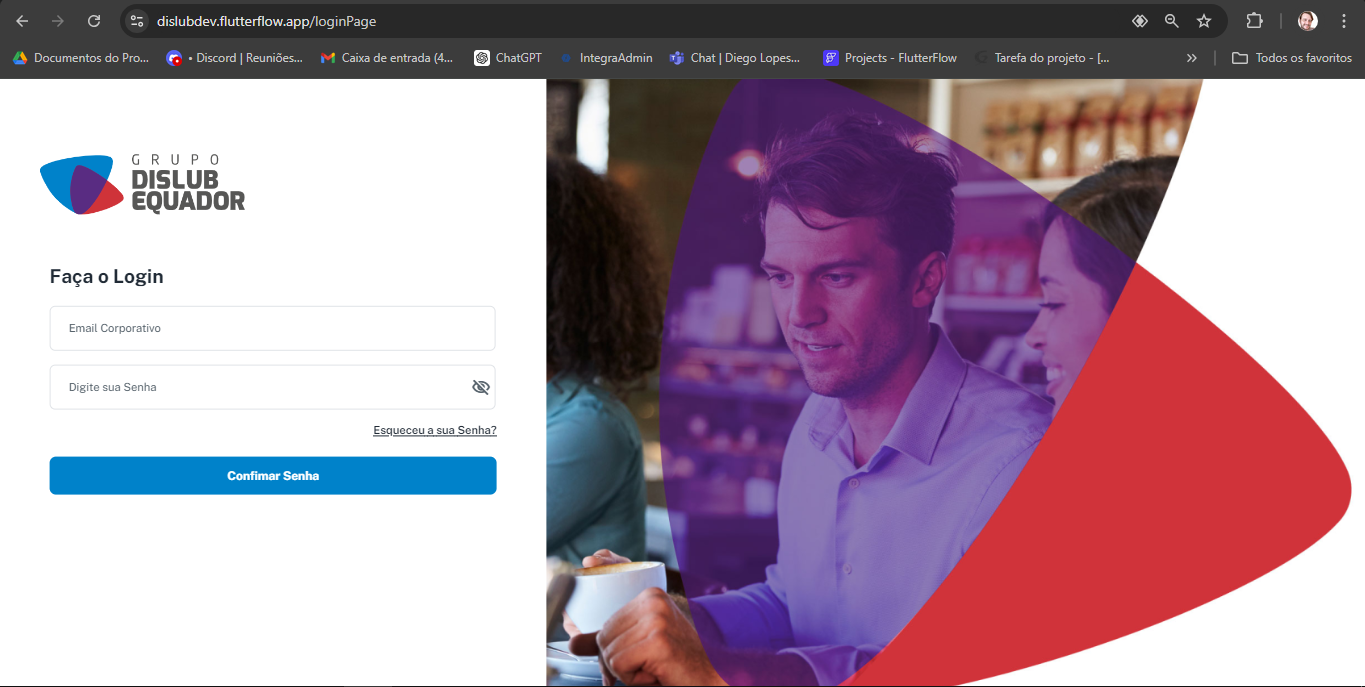 dislubdev.flutterflow.app/loginPage
Documentos do Pro...
• Discord | Reuniões...
Caixa de entrada (4...
ChatGPT
IntegraAdmin
Chat | Diego Lopes...
Projects - FlutterFlow
Tarefa do projeto - [...
»
Todos os favoritos
GRUPO
DISLUB
EQUADOR
Faça o Login
Email Corporativo
Digite sua Senha
Esqueceu a sua Senha?
Confimar Senha